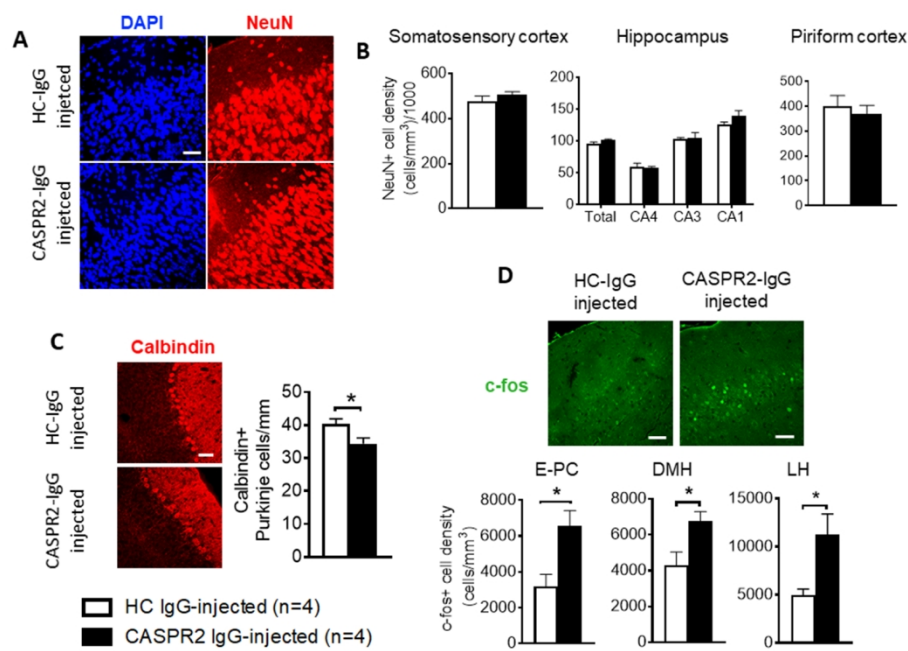 A
DAPI
NeuN
HC-IgG
injetced
CASPR2-IgG
injetced
B
Somatosensory cortex
Hippocampus
Piriform cortex
NeuN+ cell density
(cells/mm³)/1000
600
400
200
0
200
150
100
50
0
Total
CA4
CA3
CA1
500
400
300
200
100
0
C
Calbindin
HC-IgG
injected
CASPR2-IgG
injected
Calbindin+
Purkinje cells/mm
50
40
30
20
10
0
*
D
HC-IgG
injected
CASPR2-IgG
injected
c-fos
E-PC
DMH
LH
c-fos+ cell density
(cells/mm³)
8000
6000
4000
2000
0
*
8000
6000
4000
2000
0
*
15000
10000
5000
0
*
HC IgG-injected (n=4)
CASPR2 IgG-injected (n=4)